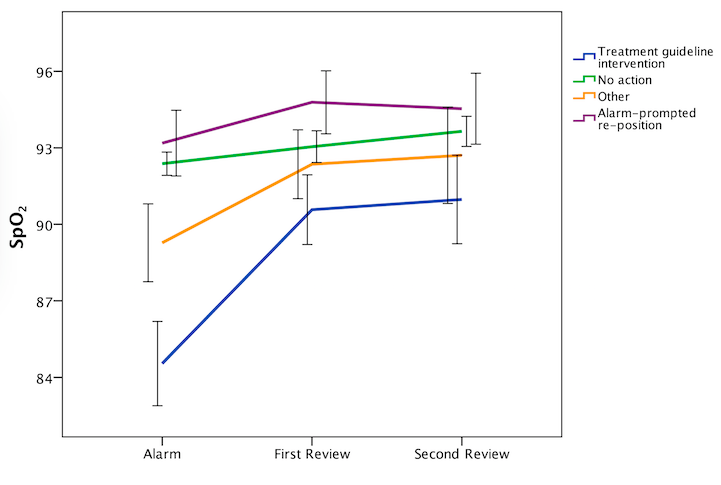 96
93
90
87
84
SpO₂
Alarm
First Review
Second Review
Treatment guideline
intervention
No action
Other
Alarm-prompted
re-position